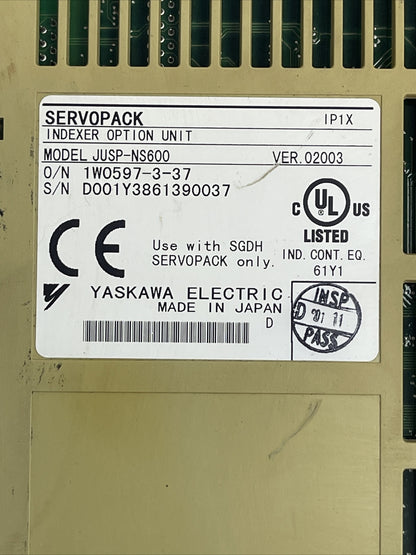 SERVOPACK IP1X
INDEXER OPTION UNIT
MODEL JUSP-NS600 VER.02003
O/N 1W0597-3-37
S/N D001Y3861390037
C UL US
LISTED
IND. CONT. EQ.
61Y1
CE
Use with SGDH
SERVOPACK only.
YASKAWA ELECTRIC
MADE IN JAPAN
D
INSP
D 11
PASS